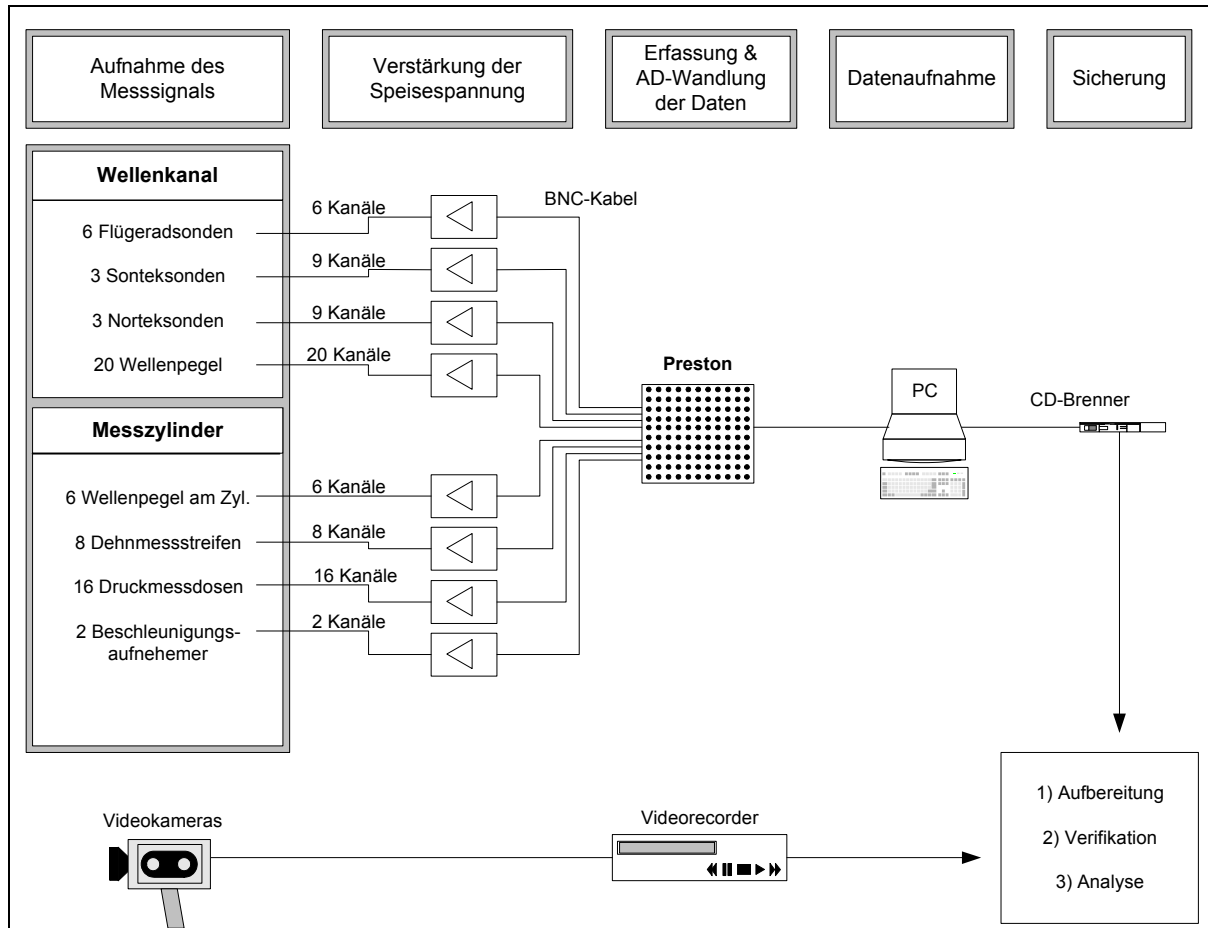 Aufnahme des
Messsignals
Verstärkung der
Speisespannung
Erfassung &
AD-Wandlung
der Daten
Datenaufnahme
Sicherung
Wellenkanal
6 Flügeradsonden
3 Sonteksonden
3 Norteksonden
20 Wellenpegel
6 Kanäle
9 Kanäle
9 Kanäle
20 Kanäle
BNC-Kabel
Messzylinder
6 Wellenpegel am Zyl.
8 Dehnmessstreifen
16 Druckmessdosen
2 Beschleunigungs-
aufnehemer
6 Kanäle
8 Kanäle
16 Kanäle
2 Kanäle
Preston
PC
CD-Brenner
Videokameras
Videorecorder
1) Aufbereitung
2) Verifikation
3) Analyse